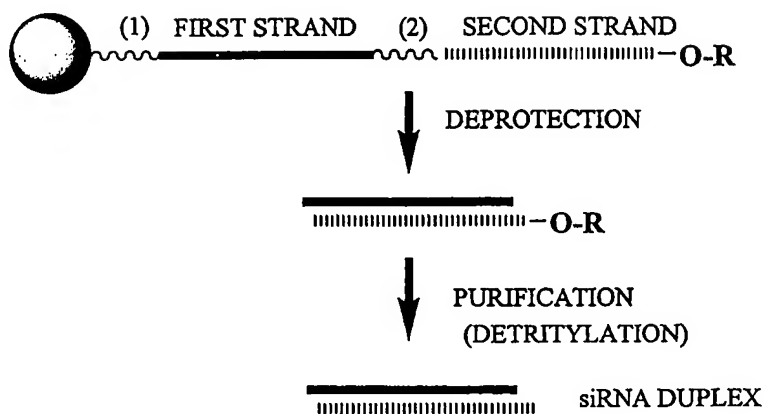 (1) FIRST STRAND (2) SECOND STRAND
O-R
DEPROTECTION
O-R
PURIFICATION
(DETRITYLATION)
siRNA DUPLEX